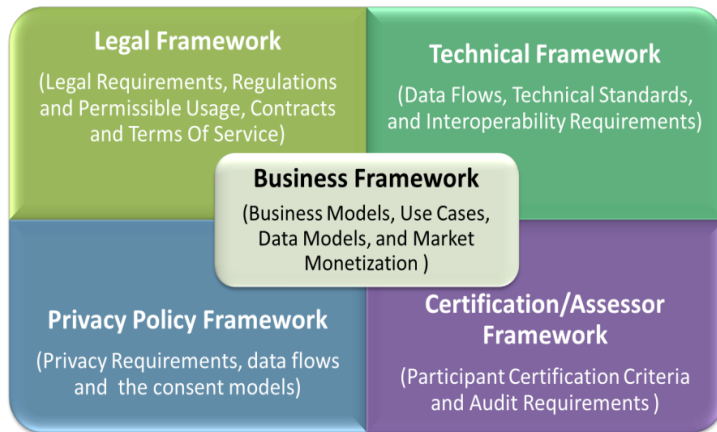 Legal Framework
(Legal Requirements, Regulations
and Permissible Usage, Contracts
and Terms Of Service)
Technical Framework
(Data Flows, Technical Standards,
and Interoperability Requirements)
Business Framework
(Business Models, Use Cases,
Data Models, and Market
Monetization )
Privacy Policy Framework
(Privacy Requirements, data flows
and the consent models)
Certification/Assessor
Framework
(Participant Certification Criteria
and Audit Requirements )